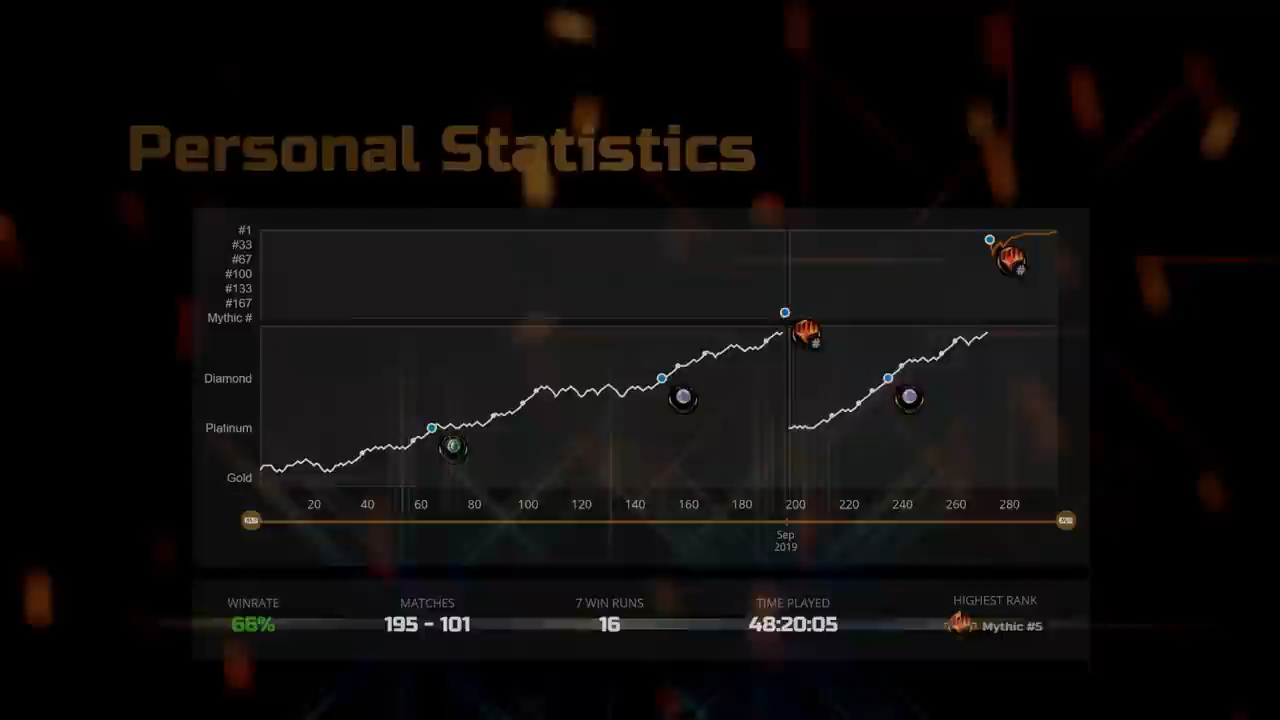 Personal Statistics
#1
#33
#67
#100
#133
#167
Mythic #
Diamond
Platinum
Gold
20 40 60 80 100 120 140 160 180 200 220 240 260 280
Sep
2019
WINRATE MATCHES 7 WIN RUNS TIME PLAYED HIGHEST RANK
66% 195 - 101 16 48:20:05 Mythic #5